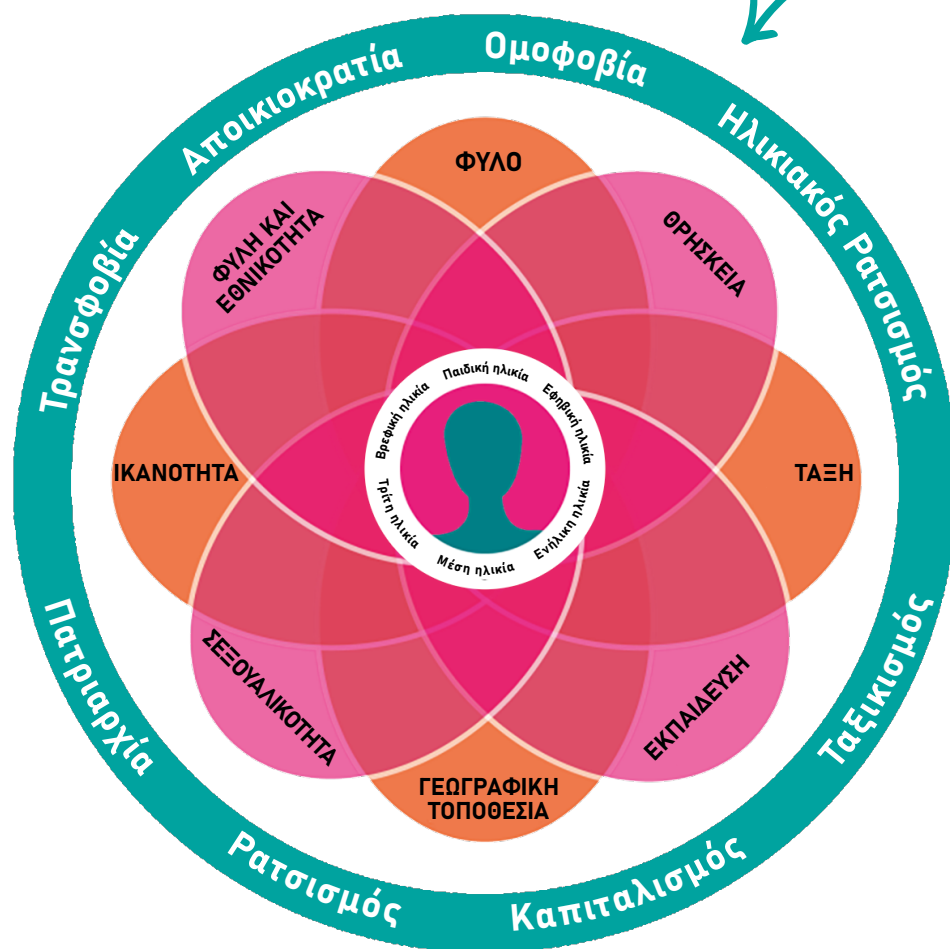 Ομοφοβία
Ηλικιακός Ρατσισμός
Ταξικισμός
Καπιταλισμός
Ρατσισμός
Πατριαρχία
Τρανσφοβία
Αποικιοκρατία
ΦΥΛΟ
ΘΡΗΣΚΕΙΑ
ΤΑΞΗ
ΕΚΠΑΙΔΕΥΣΗ
ΓΕΩΓΡΑΦΙΚΗ
ΤΟΠΟΘΕΣΙΑ
ΣΕΞΟΥΑΛΙΚΟΤΗΤΑ
ΙΚΑΝΟΤΗΤΑ
ΦΥΛΗ ΚΑΙ
ΕΘΝΙΚΟΤΗΤΑ
Βρεφική ηλικία
Παιδική ηλικία
Εφηβική ηλικία
Ενήλικη ηλικία
Μέση ηλικία
Τρίτη ηλικία